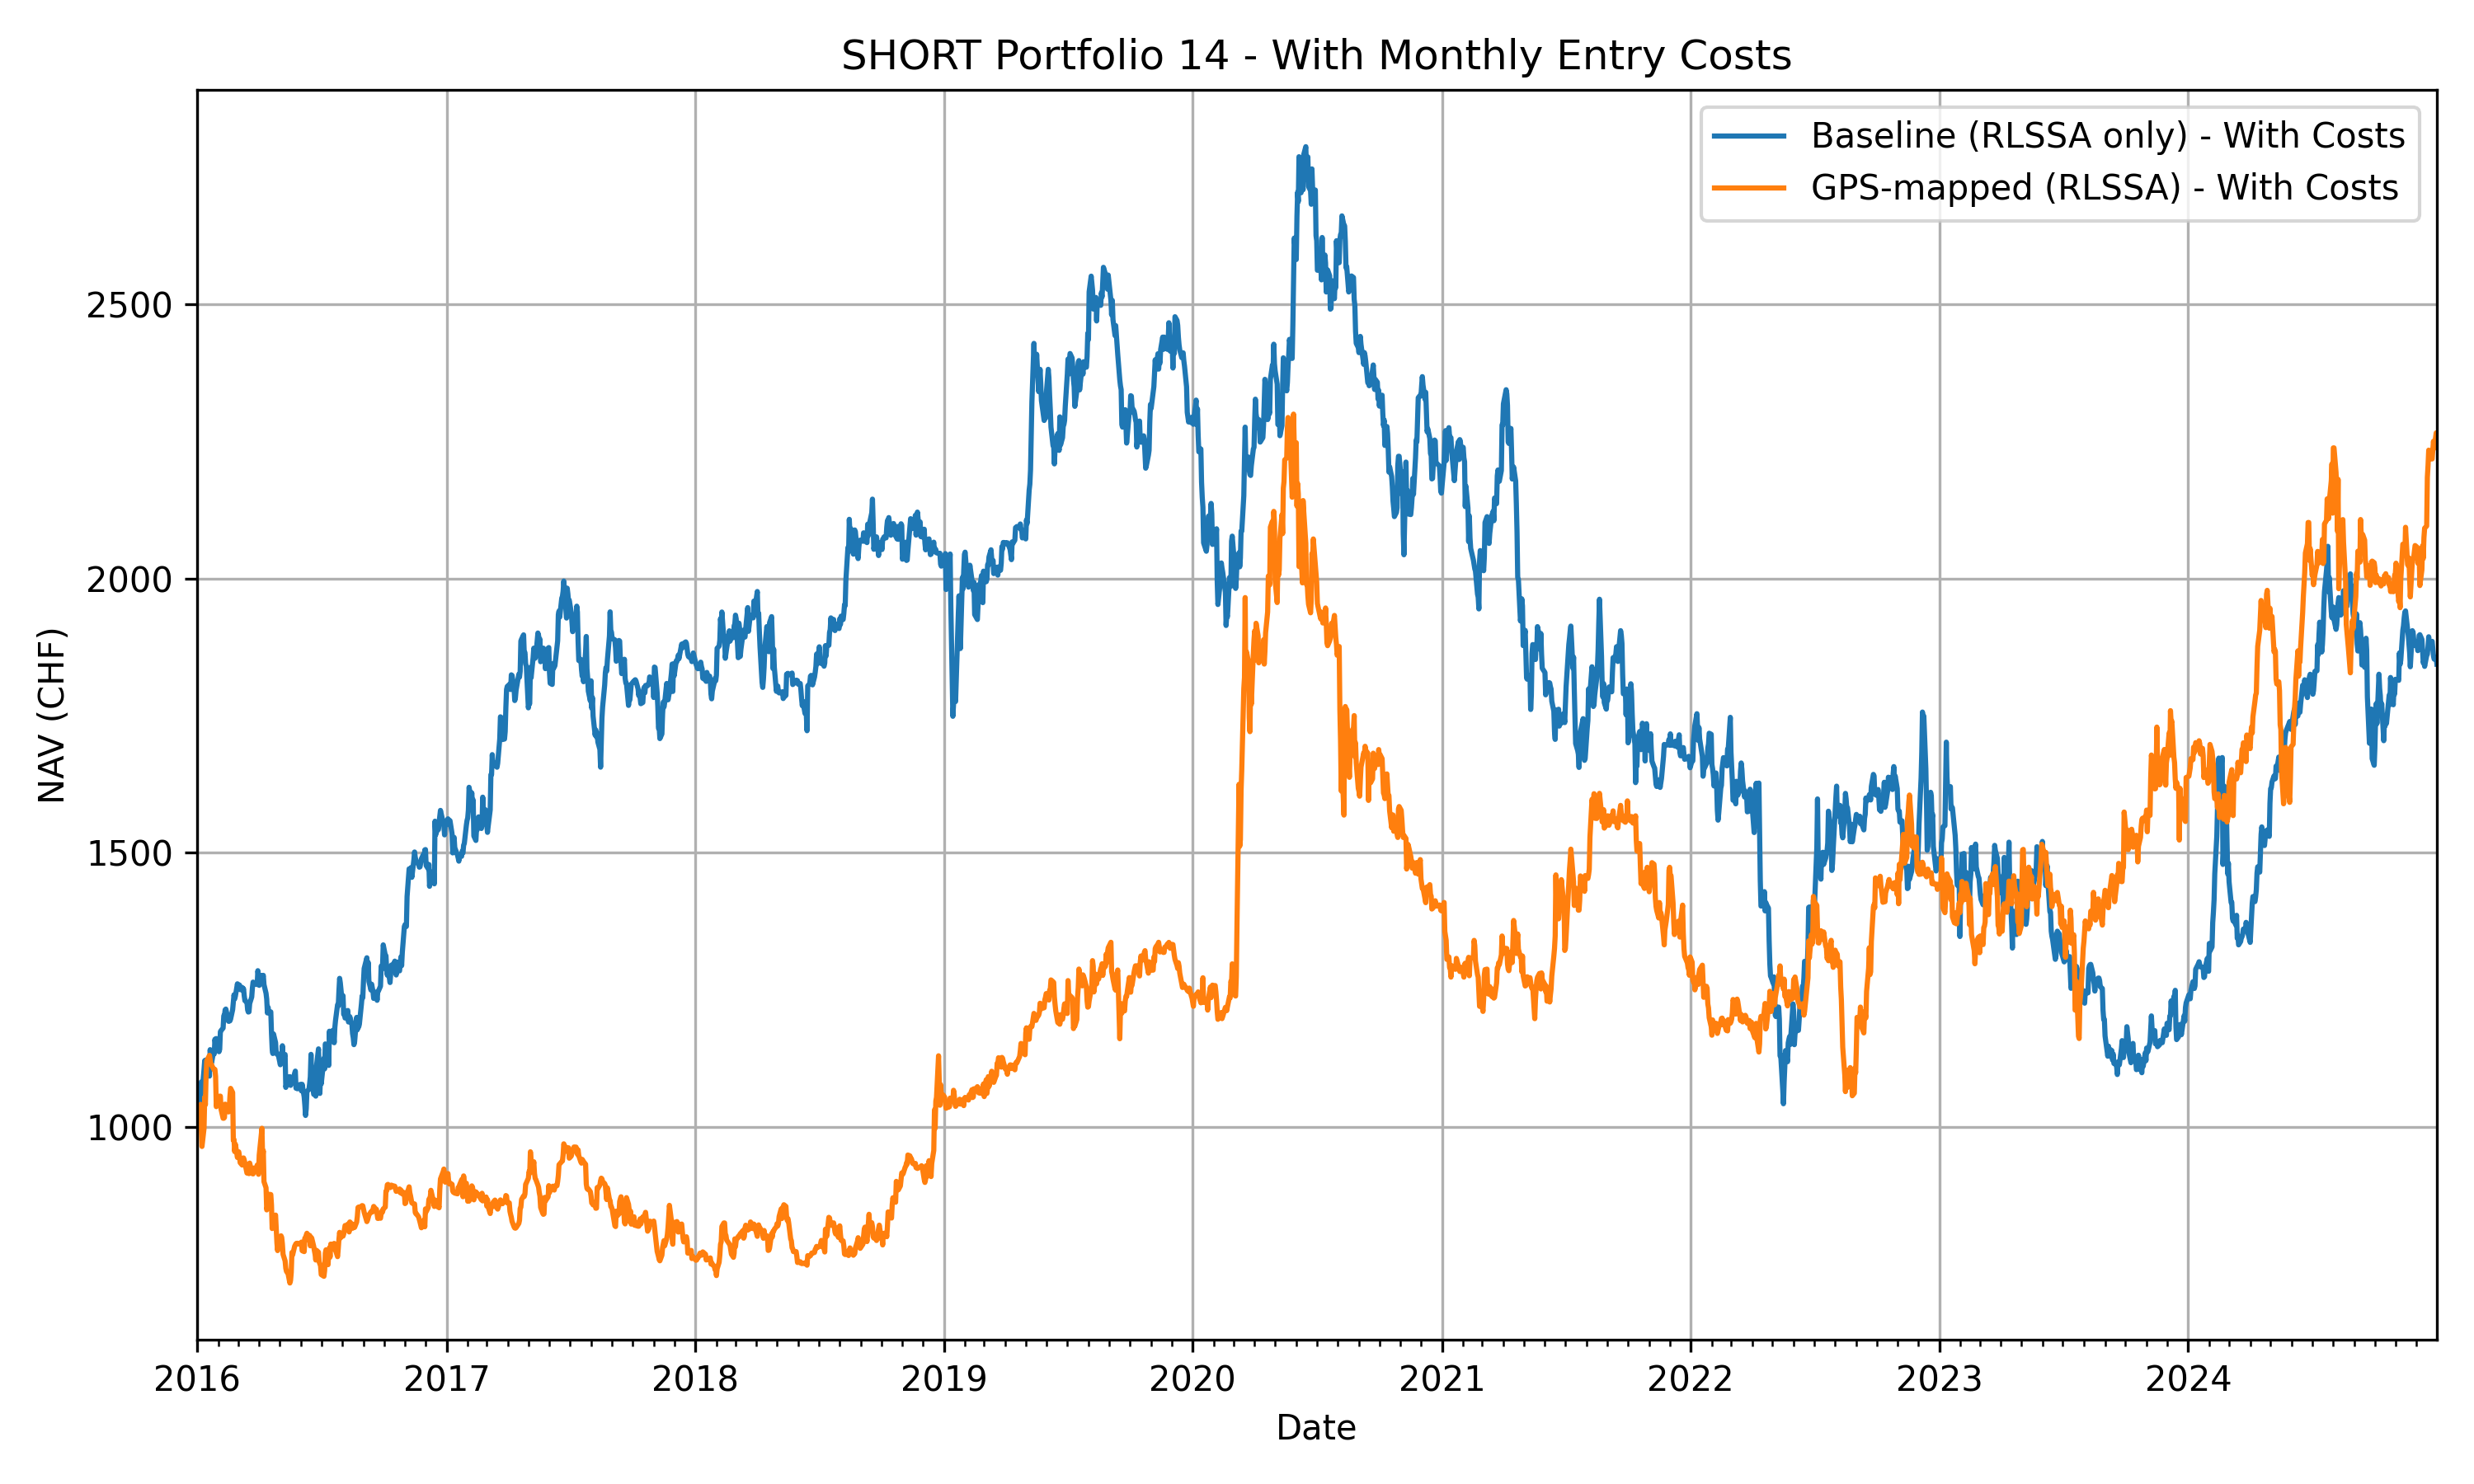 SHORT Portfolio 14 - With Monthly Entry Costs
Baseline (RLSSA only) - With Costs
GPS-mapped (RLSSA) - With Costs
NAV (CHF)
2500
2000
1500
1000
2016 2017 2018 2019 2020 2021 2022 2023 2024
Date